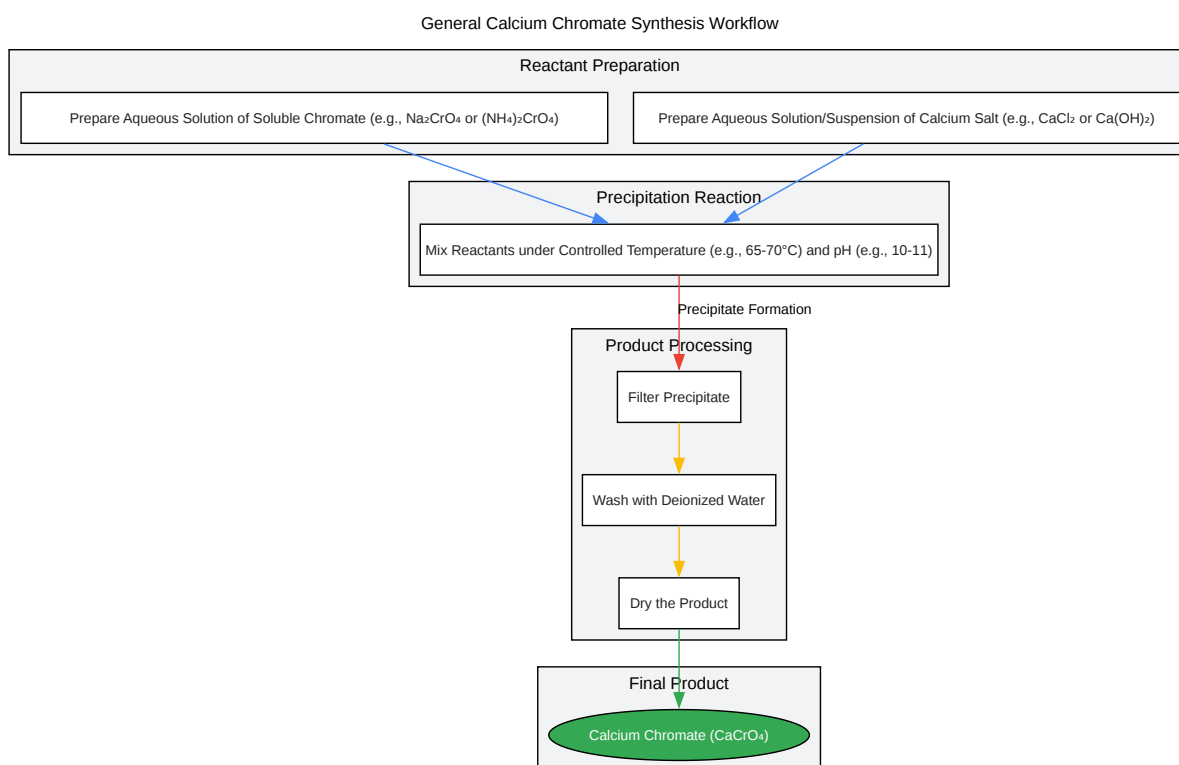 General Calcium Chromate Synthesis Workflow
Reactant Preparation
Prepare Aqueous Solution of Soluble Chromate (e.g., Na₂CrO₄ or (NH₄)₂CrO₄)
Prepare Aqueous Solution/Suspension of Calcium Salt (e.g., CaCl₂ or Ca(OH)₂)
Precipitation Reaction
Mix Reactants under Controlled Temperature (e.g., 65-70°C) and pH (e.g., 10-11)
Precipitate Formation
Product Processing
Filter Precipitate
Wash with Deionized Water
Dry the Product
Final Product
Calcium Chromate (CaCrO₄)